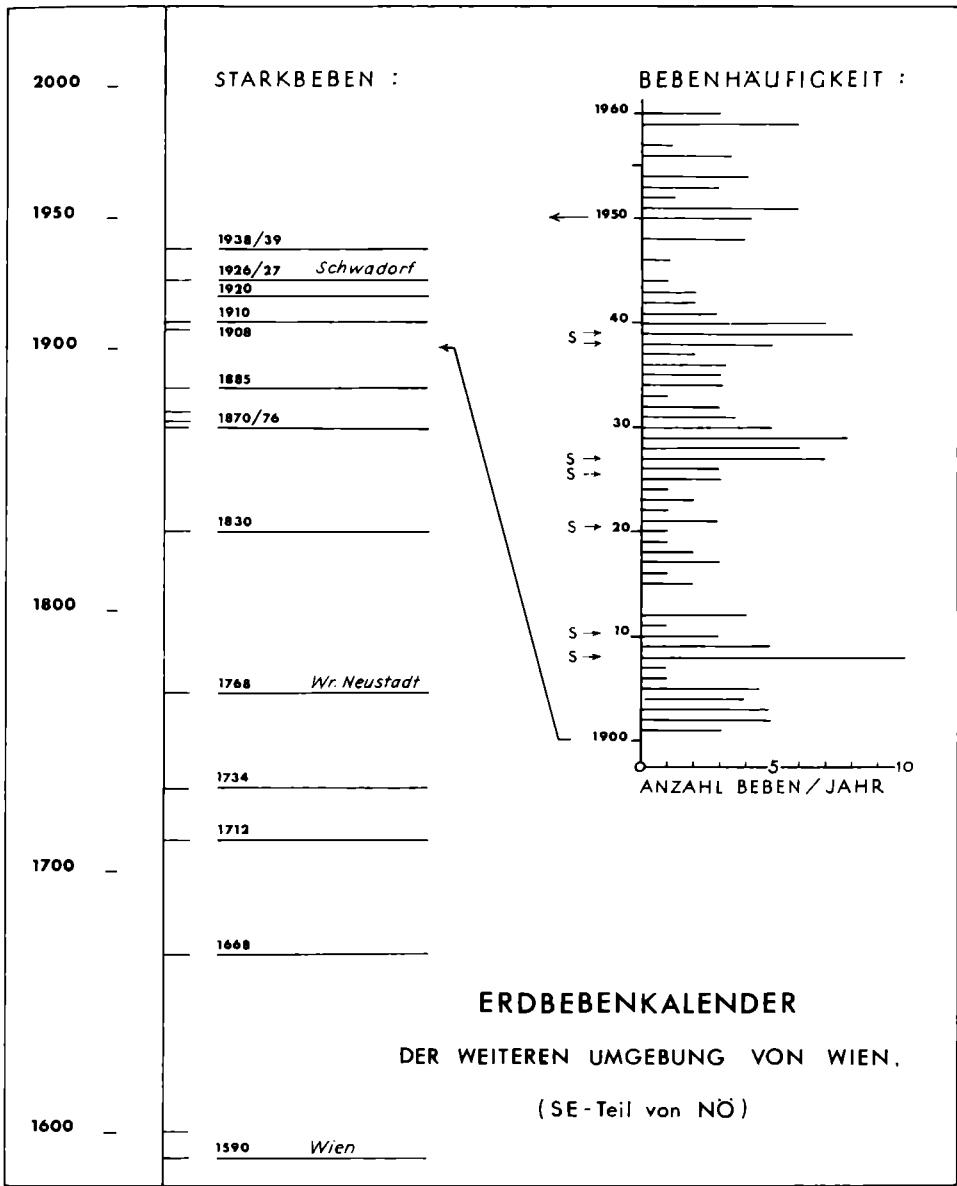 STARKBEBEN :
2000
1950
1900
1800
1700
1600
1938/39
1926/27 Schwadorf
1920
1910
1908
1885
1870/76
1830
1768 Wr. Neustadt
1734
1712
1668
1590 Wien
BEBENHÄUFIGKEIT :
1960
1950
40
S →
S →
30
S →
S →
S → 20
S → 10
S →
1900
0 5 10
ANZAHL BEBEN / JAHR
ERDBEBENKALENDER
DER WEITEREN UMGEBUNG VON WIEN.
(SE-Teil von NÖ)